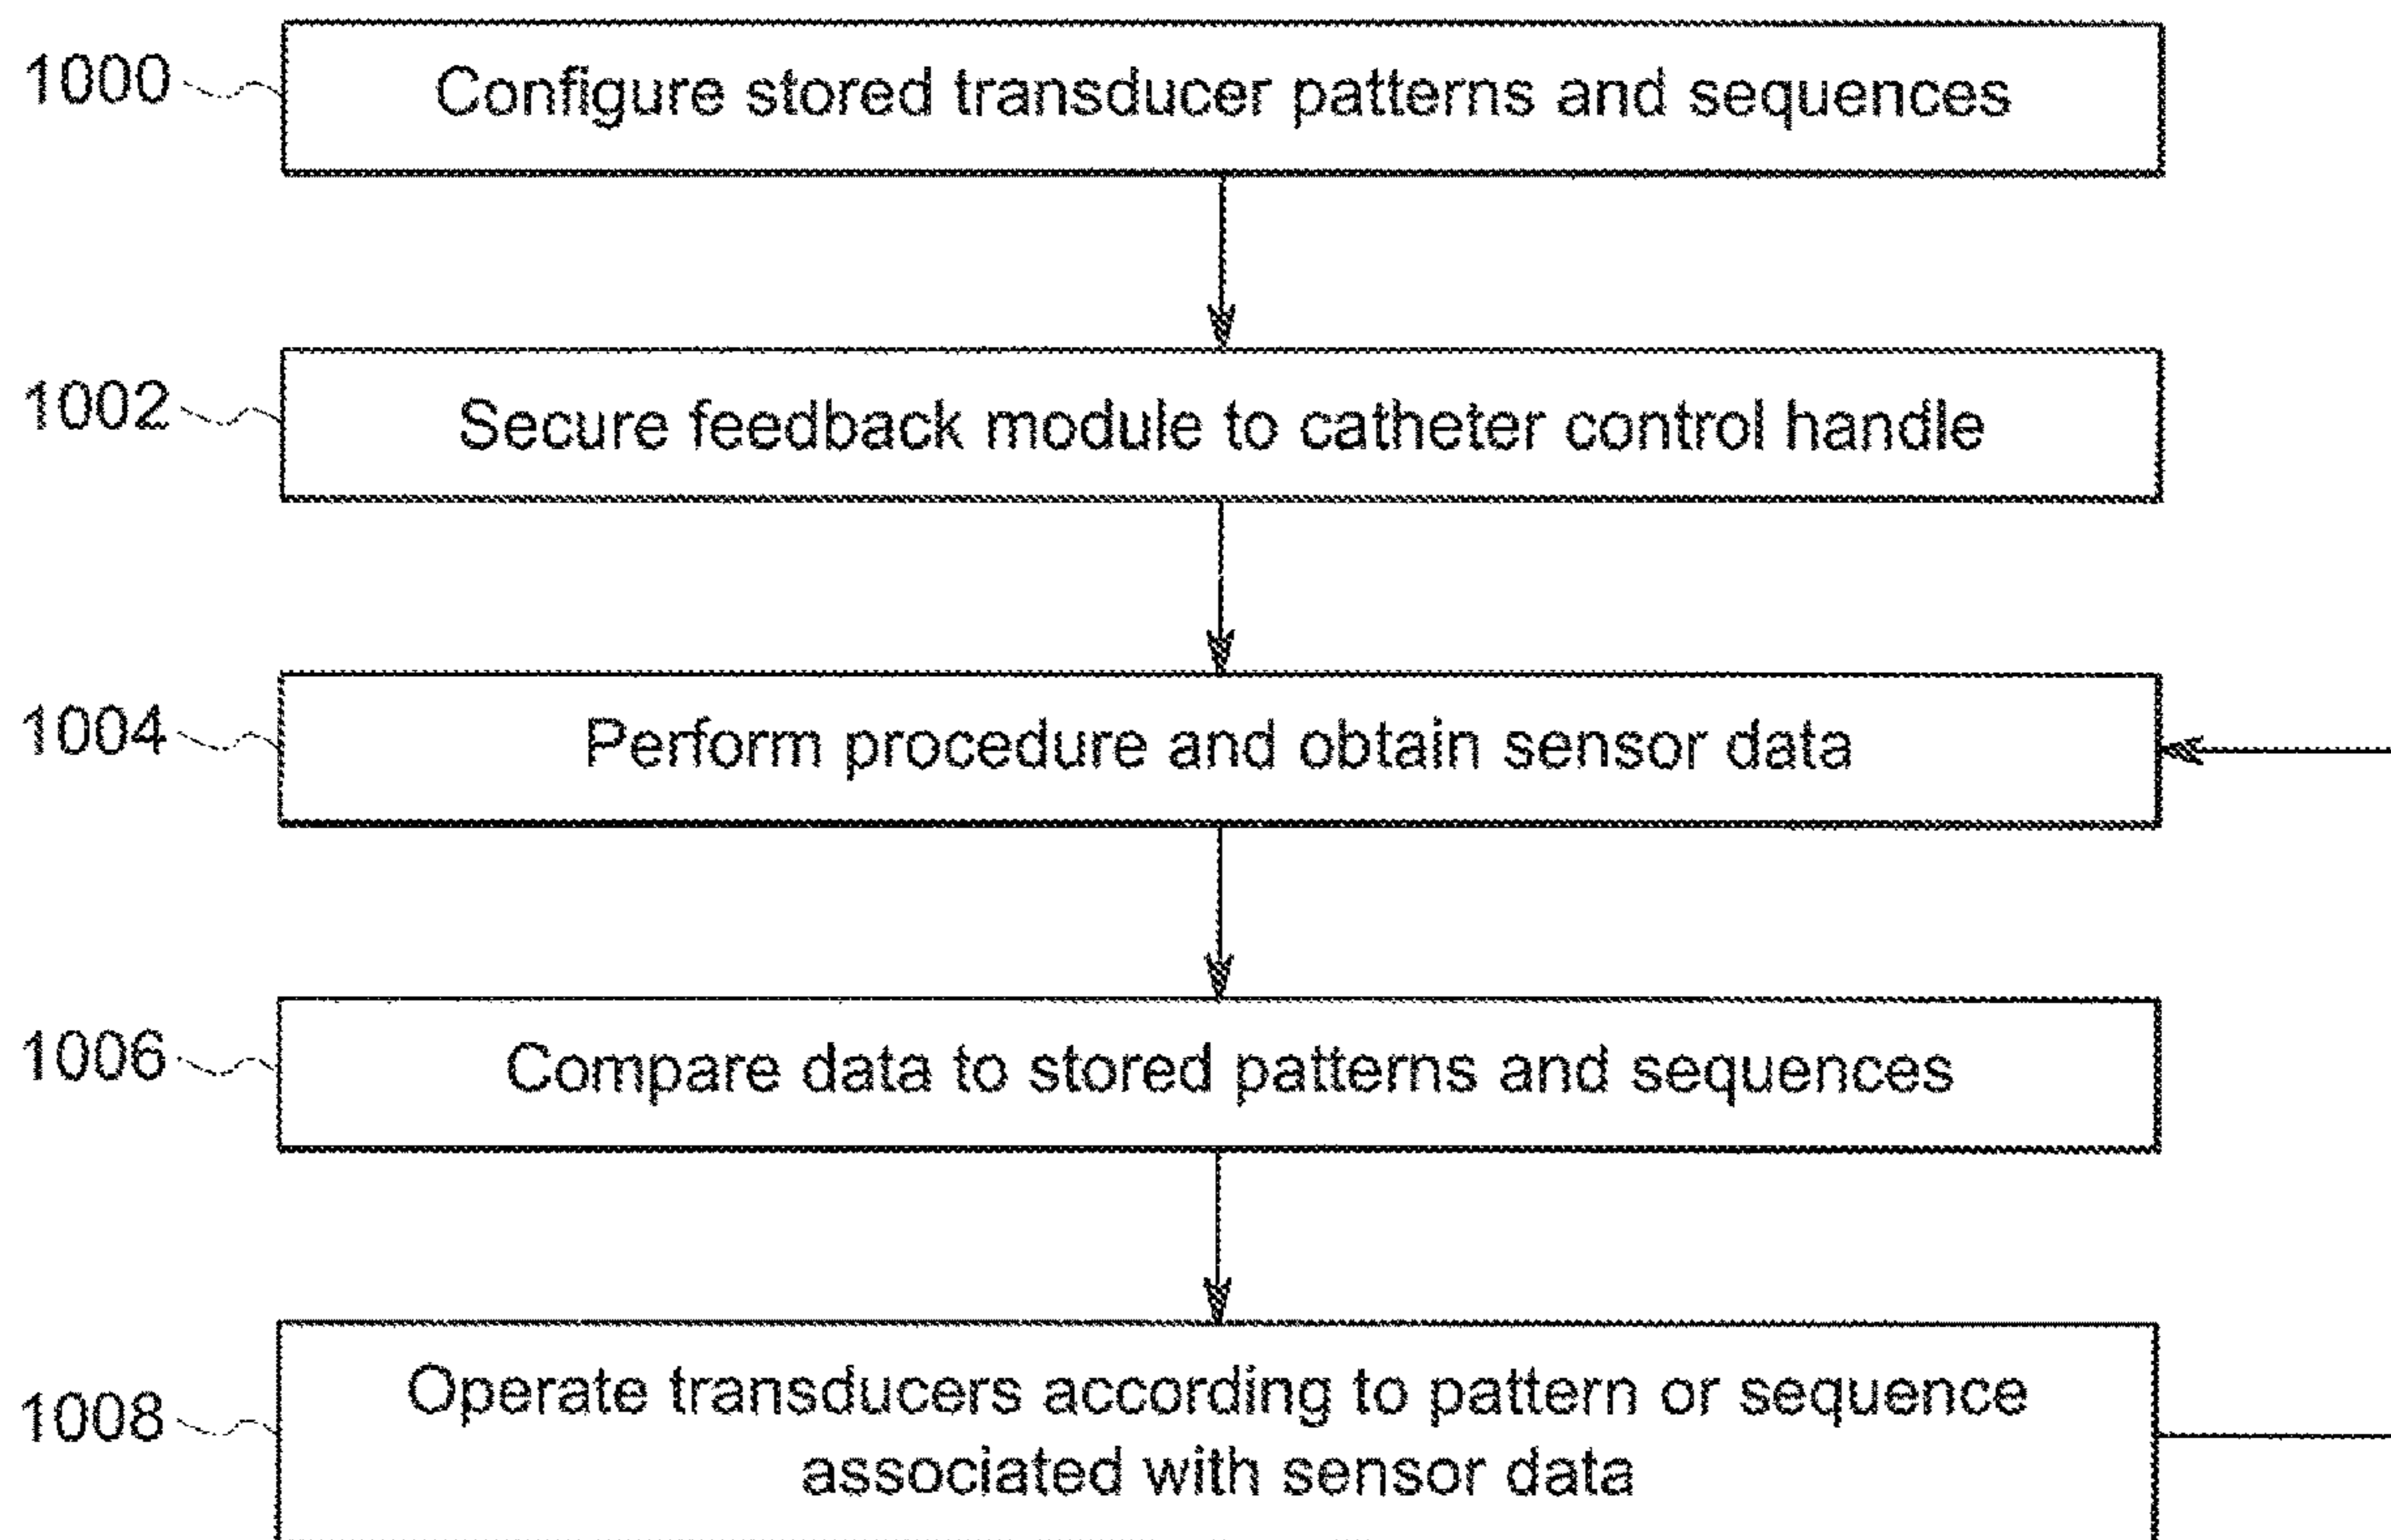 1000
Configure stored transducer patterns and sequences
1002
Secure feedback module to catheter control handle
1004
Perform procedure and obtain sensor data
1006
Compare data to stored patterns and sequences
1008
Operate transducers according to pattern or sequence
associated with sensor data